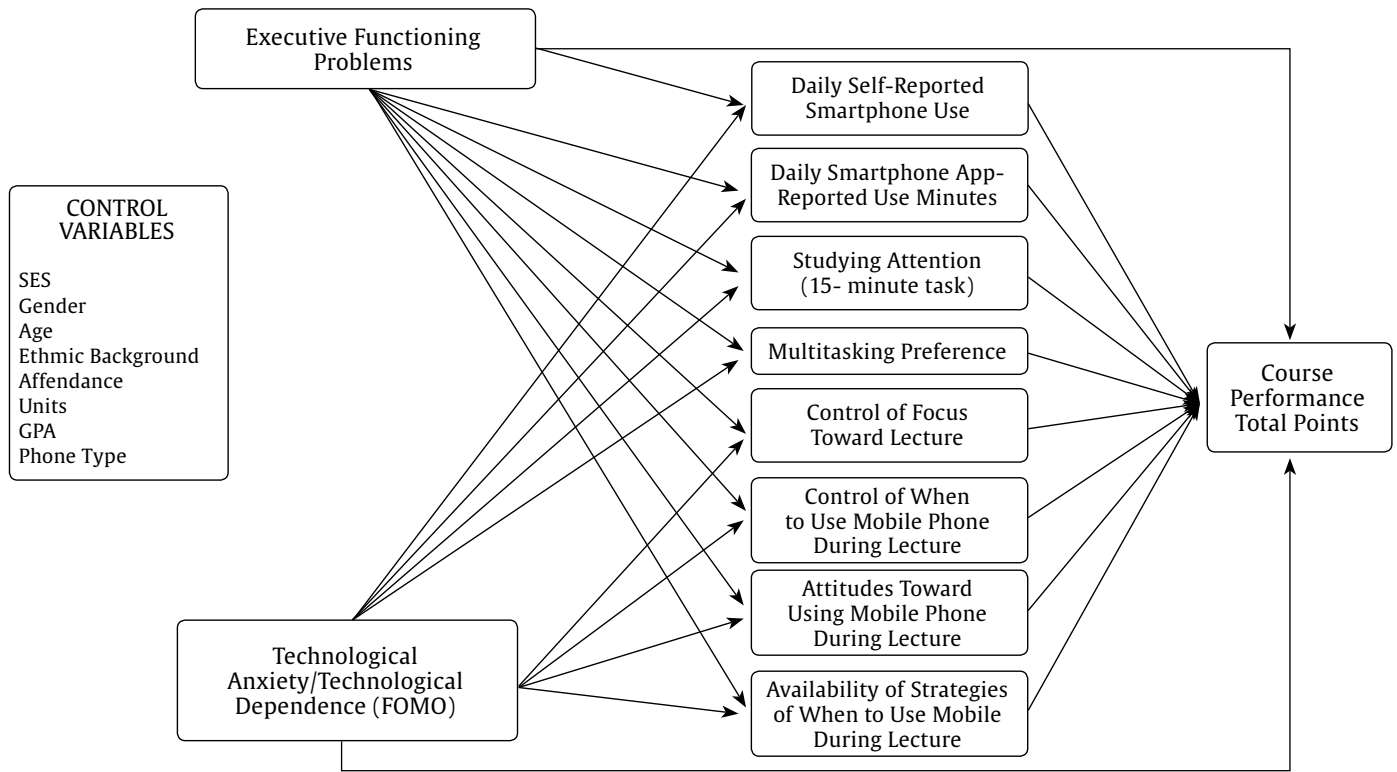 Executive Functioning
Problems
CONTROL
VARIABLES
SES
Gender
Age
Ethmic Background
Affendance
Units
GPA
Phone Type
Technological
Anxiety/Technological
Dependence (FOMO)
Daily Self-Reported
Smartphone Use
Daily Smartphone App-
Reported Use Minutes
Studying Attention
(15- minute task)
Multitasking Preference
Control of Focus
Toward Lecture
Control of When
to Use Mobile Phone
During Lecture
Attitudes Toward
Using Mobile Phone
During Lecture
Availability of Strategies
of When to Use Mobile
During Lecture
Course
Performance
Total Points